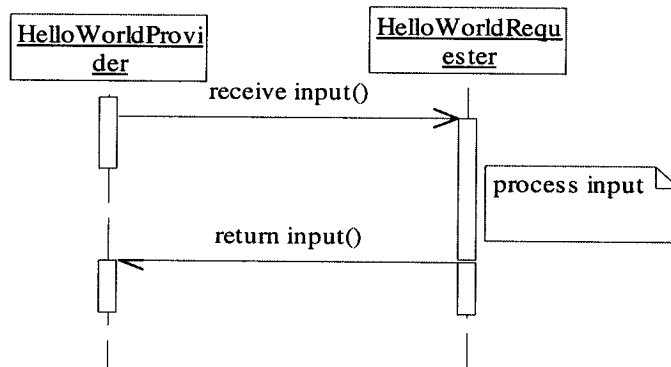 HelloWorldProvi
der
HelloWorldRequ
ester
receive input()
process input
return input()